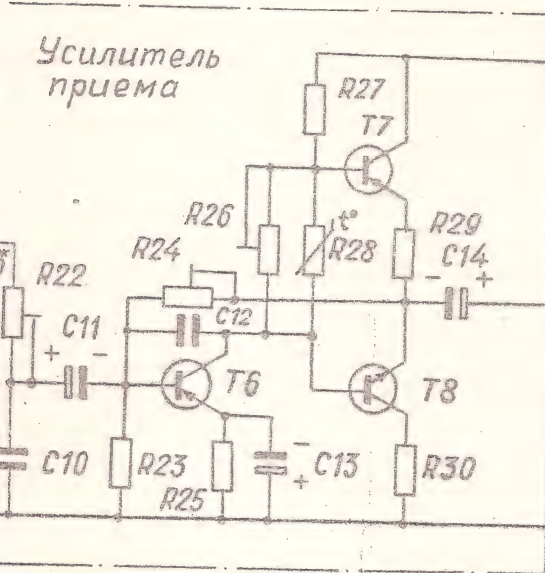 Усилитель
приема
R27
T7
R26
t°
R29
R24
R28
C14
- +
R22
C12
C11
+ -
T6
T8
-
C10
R23
C13
R30
+
R25